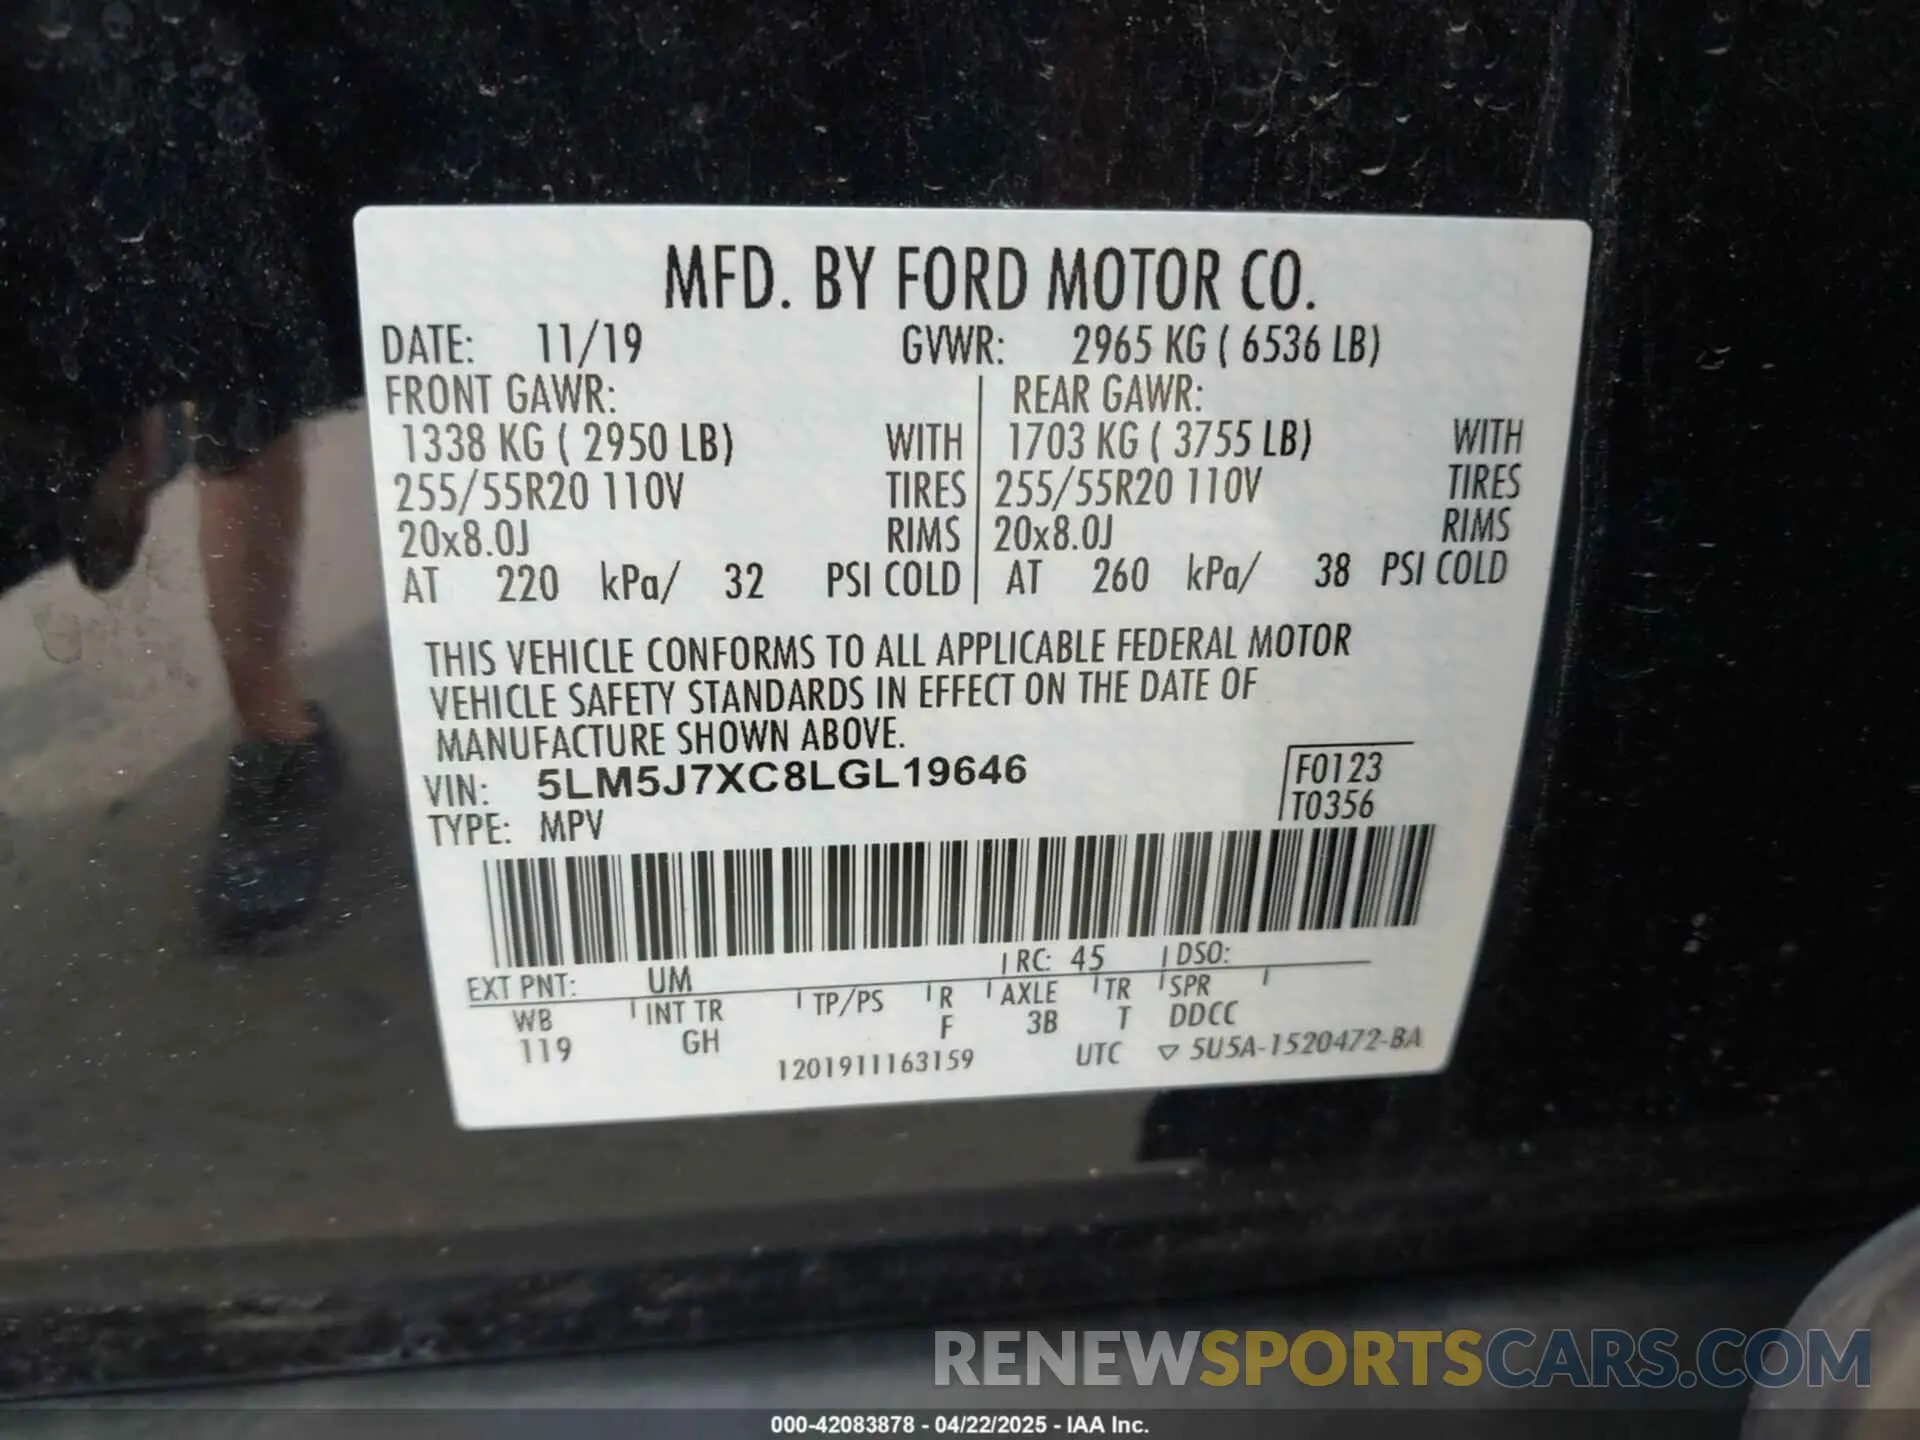 MFD. BY FORD MOTOR CO.
DATE: 11/19 GVWR: 2965 KG ( 6536 LB)
FRONT GAWR: REAR GAWR:
1338 KG ( 2950 LB) WITH 1703 KG ( 3755 LB) WITH
255/55R20 110V TIRES 255/55R20 110V TIRES
20x8.0J RIMS 20x8.0J RIMS
AT 220 kPa/ 32 PSI COLD AT 260 kPa/ 38 PSI COLD
THIS VEHICLE CONFORMS TO ALL APPLICABLE FEDERAL MOTOR
VEHICLE SAFETY STANDARDS IN EFFECT ON THE DATE OF
MANUFACTURE SHOWN ABOVE.
VIN: 5LM5J7XC8LGL19646 F0123
TYPE: MPV T0356
EXT PNT: UM RC: 45 DSO:
WB INT TR TP/PS R AXLE TR SPR
119 GH F 3B T DDCC
1201911163159 UTC ▽ 5U5A-1520472-BA
RENEWSPORTSCARS.COM
000-42083878 - 04/22/2025 - IAA Inc.